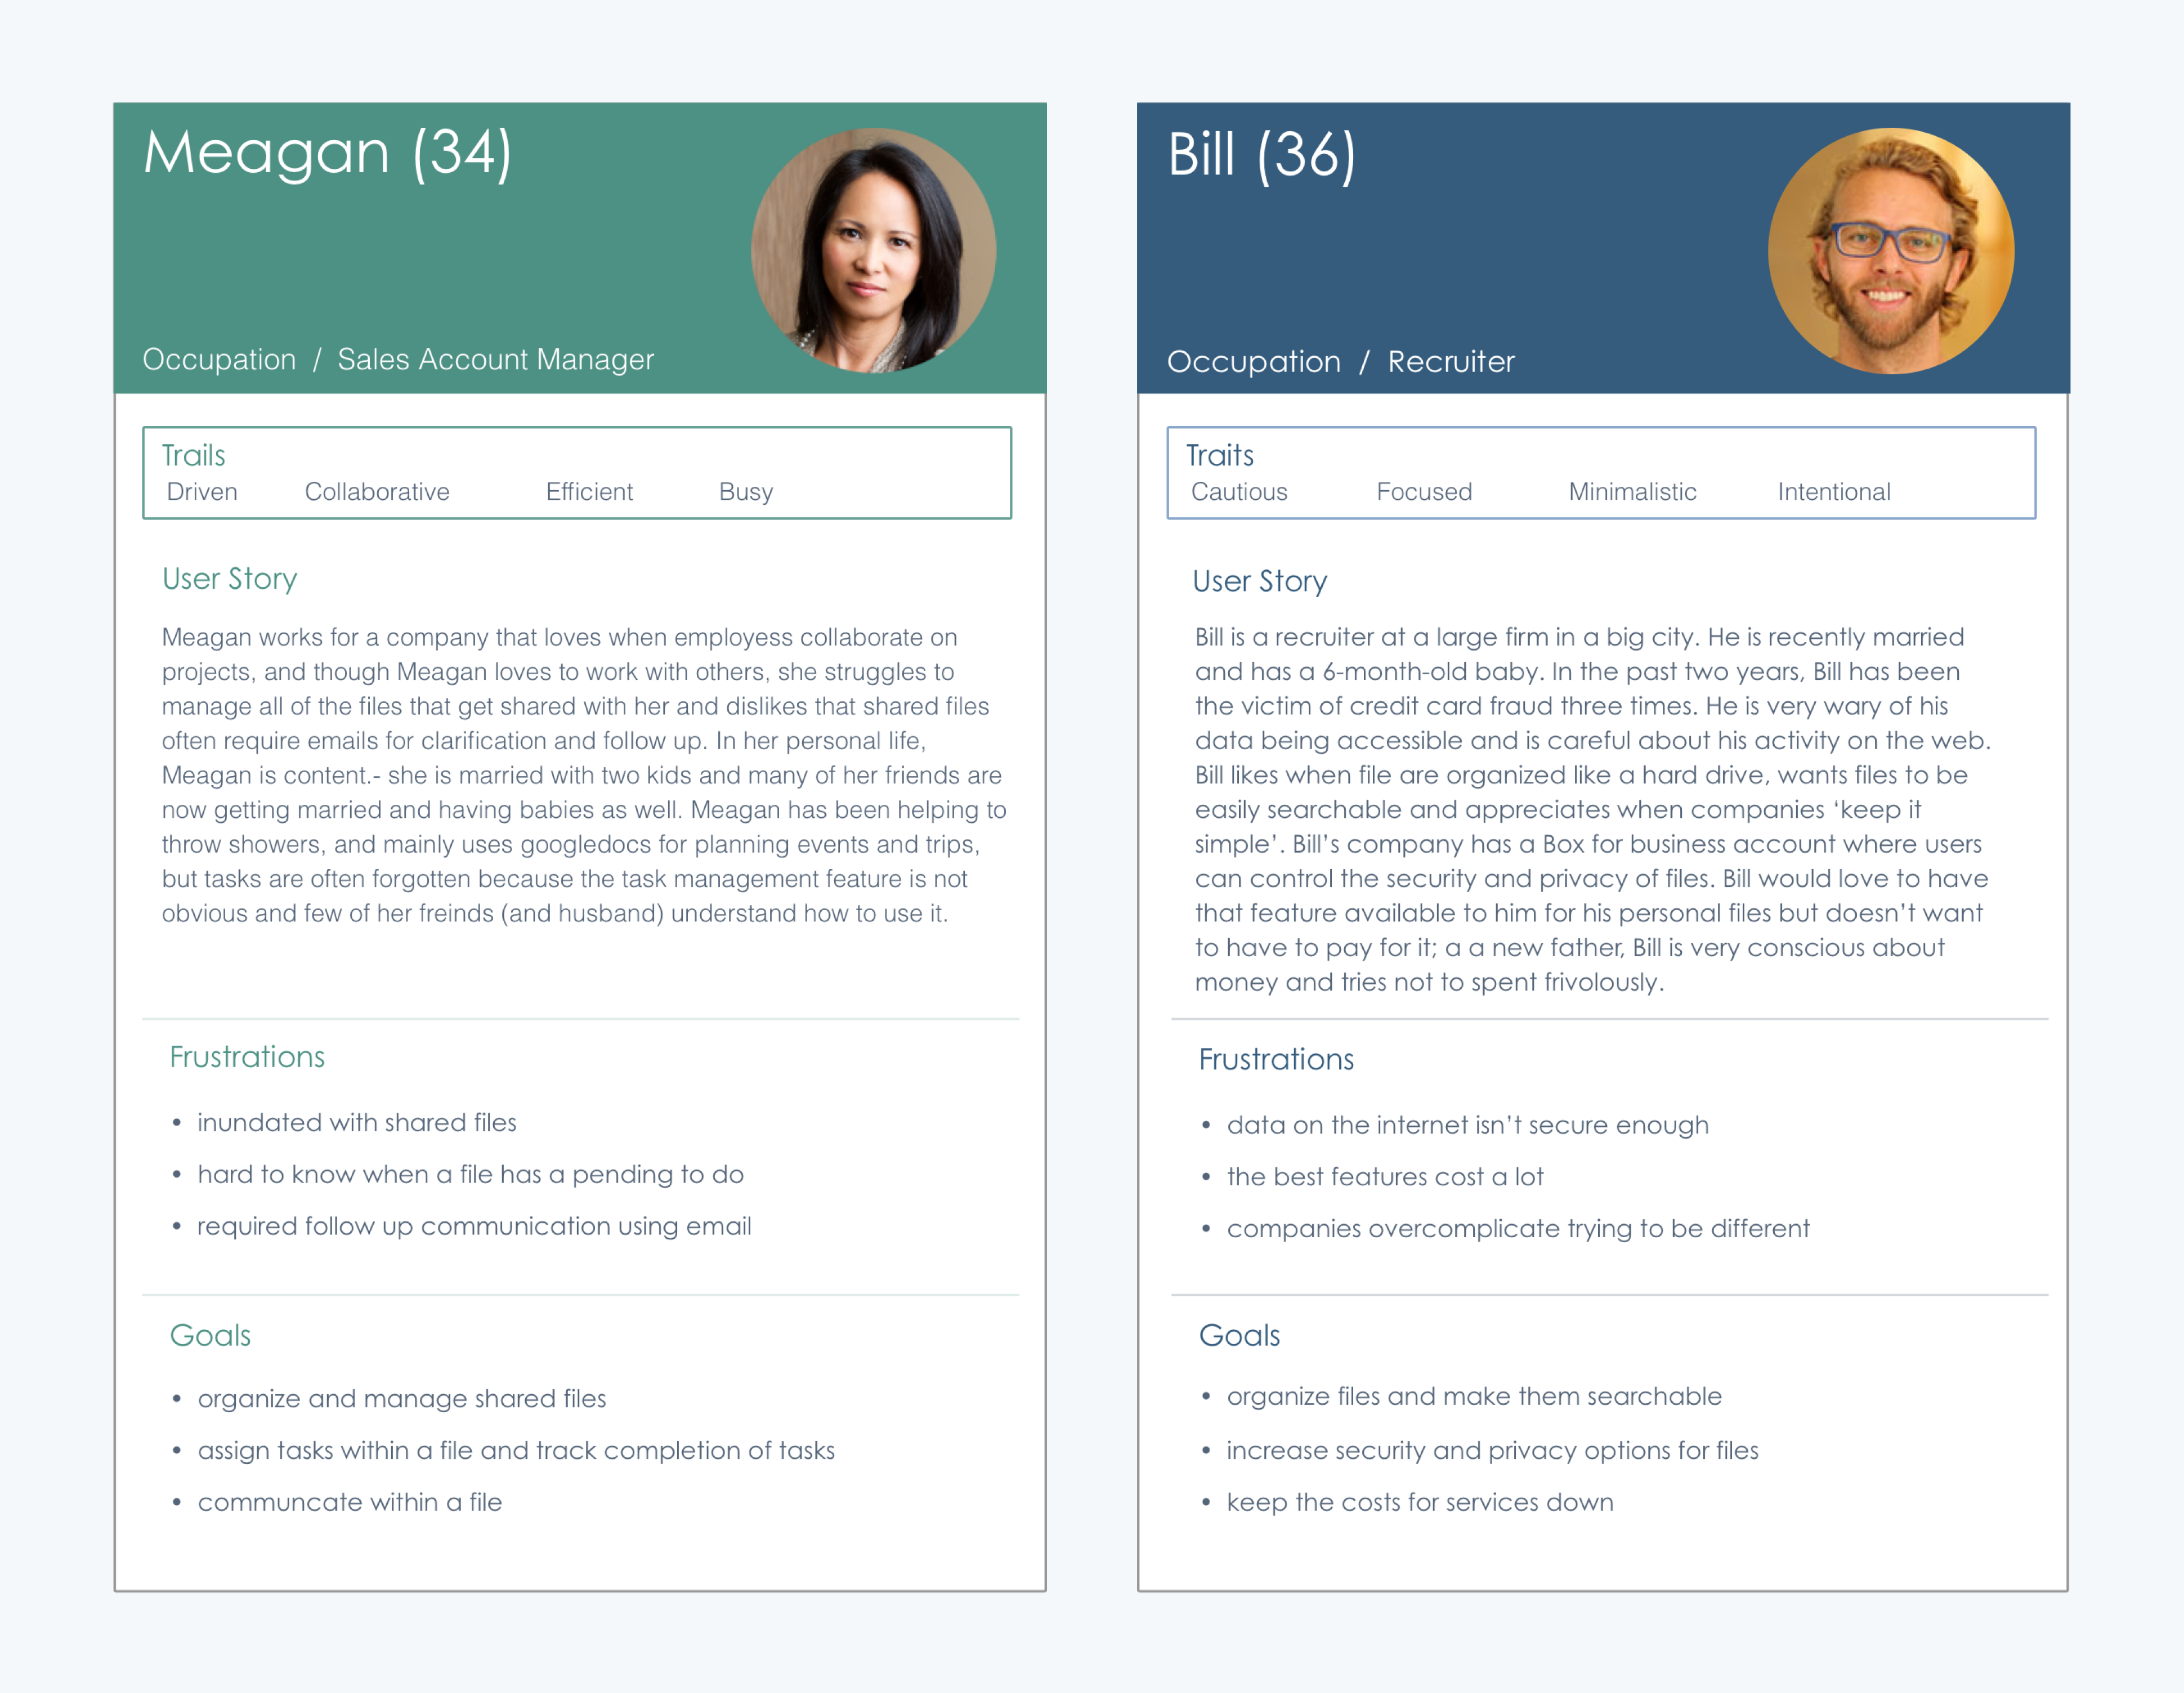 Meagan (34)
Occupation / Sales Account Manager
Trails
Driven Collaborative Efficient Busy
User Story
Meagan works for a company that loves when employess collaborate on
projects, and though Meagan loves to work with others, she struggles to
manage all of the files that get shared with her and dislikes that shared files
often require emails for clarification and follow up. In her personal life,
Meagan is content.- she is married with two kids and many of her friends are
now getting married and having babies as well. Meagan has been helping to
throw showers, and mainly uses googledocs for planning events and trips,
but tasks are often forgotten because the task management feature is not
obvious and few of her freinds (and husband) understand how to use it.
Frustrations
• inundated with shared files
• hard to know when a file has a pending to do
• required follow up communication using email
Goals
• organize and manage shared files
• assign tasks within a file and track completion of tasks
• communcate within a file
Bill (36)
Occupation / Recruiter
Traits
Cautious Focused Minimalistic Intentional
User Story
Bill is a recruiter at a large firm in a big city. He is recently married
and has a 6-month-old baby. In the past two years, Bill has been
the victim of credit card fraud three times. He is very wary of his
data being accessible and is careful about his activity on the web.
Bill likes when file are organized like a hard drive, wants files to be
easily searchable and appreciates when companies ‘keep it
simple’. Bill’s company has a Box for business account where users
can control the security and privacy of files. Bill would love to have
that feature available to him for his personal files but doesn’t want
to have to pay for it; a a new father, Bill is very conscious about
money and tries not to spent frivolously.
Frustrations
• data on the internet isn’t secure enough
• the best features cost a lot
• companies overcomplicate trying to be different
Goals
• organize files and make them searchable
• increase security and privacy options for files
• keep the costs for services down